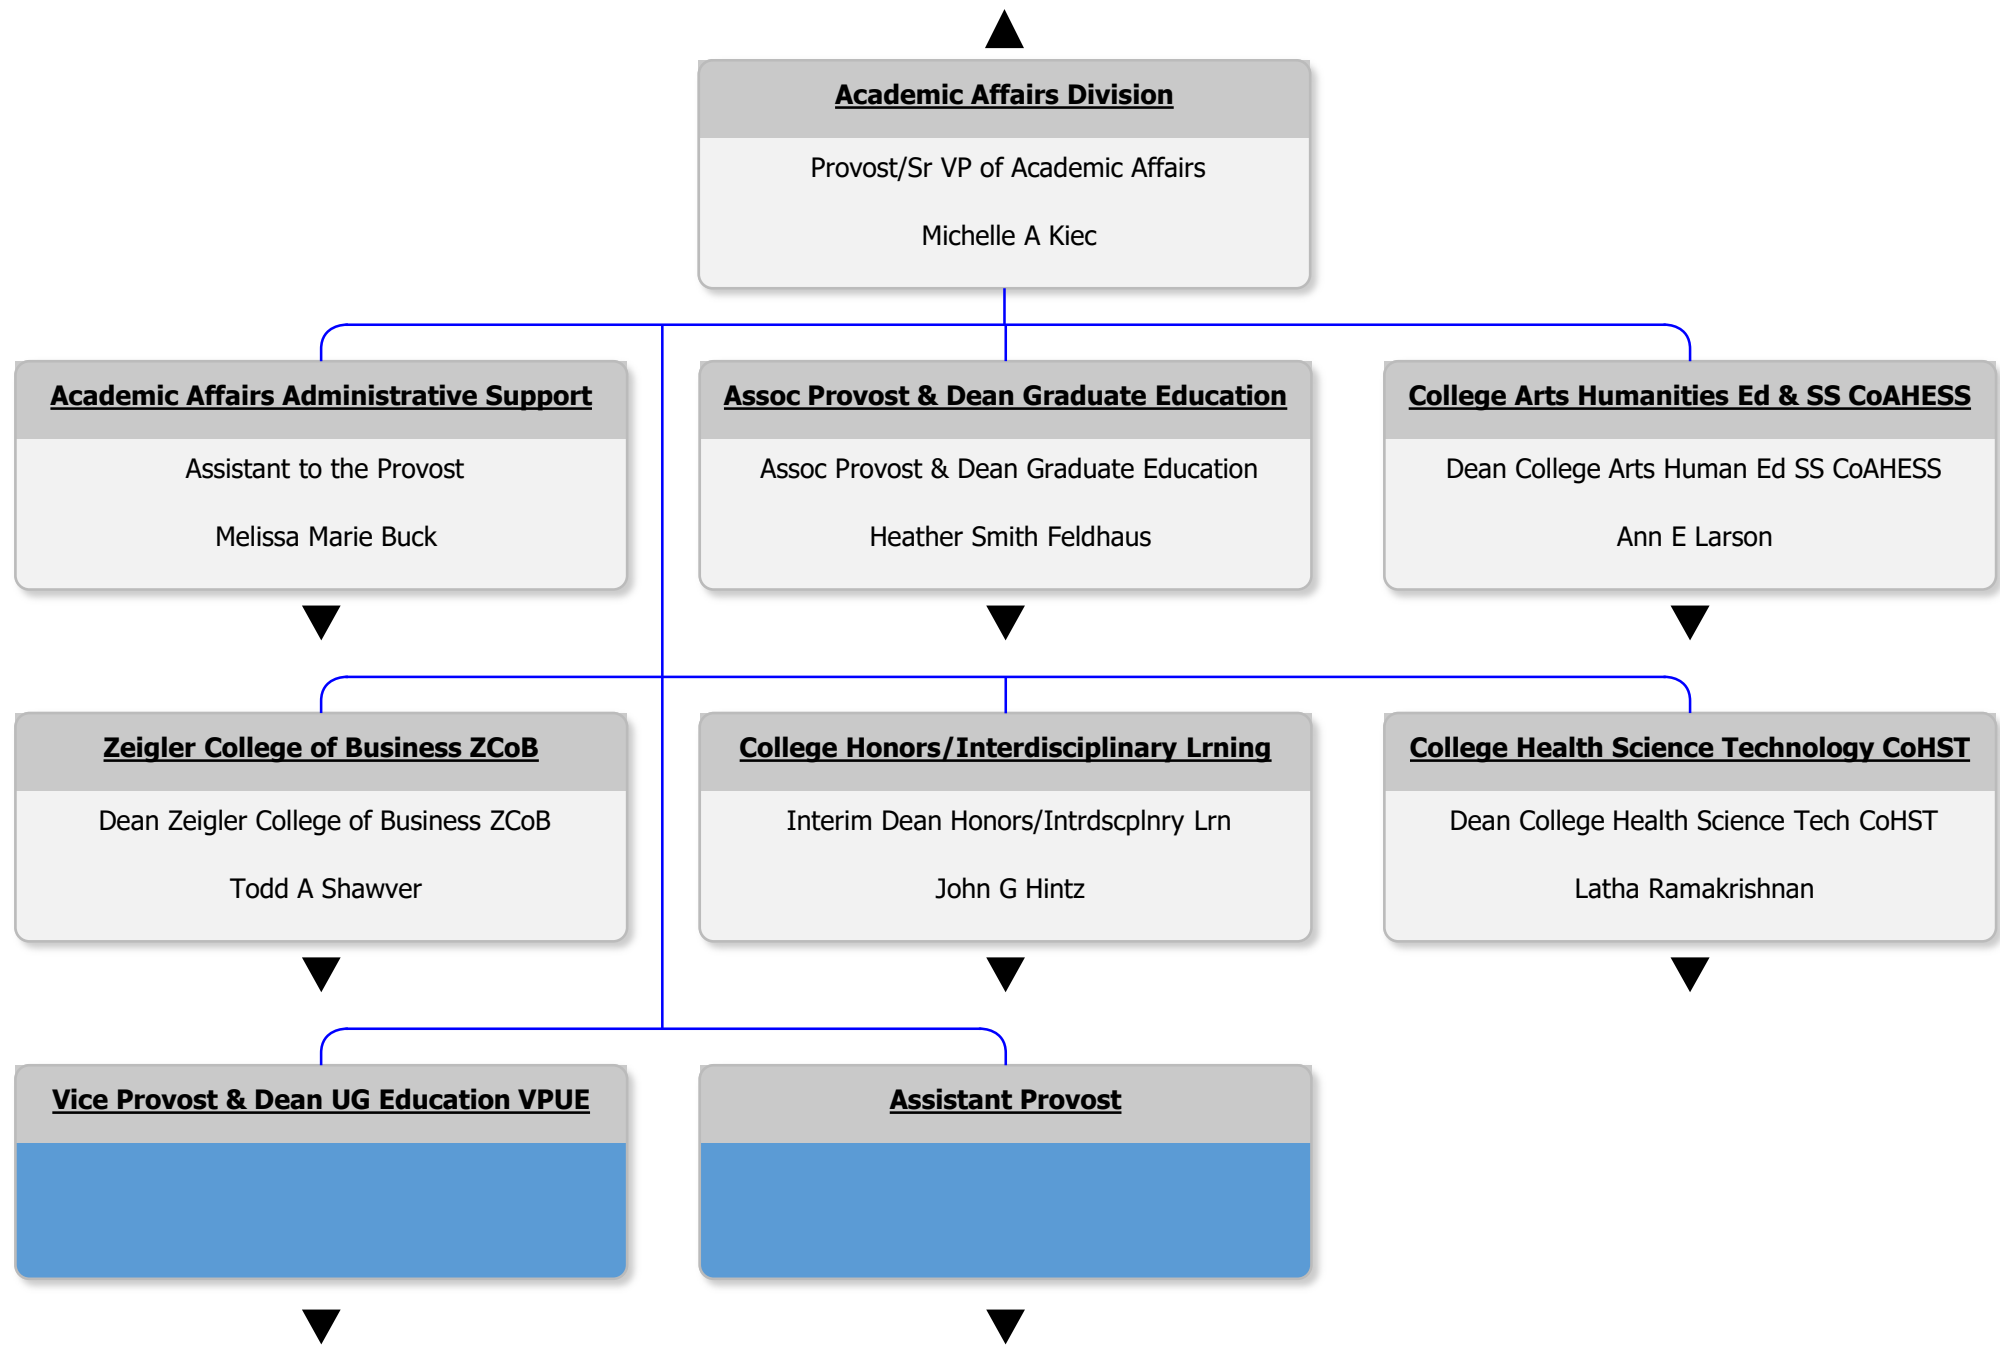 Academic Affairs Division
Provost/Sr VP of Academic Affairs
Michelle A Kiec
Academic Affairs Administrative Support
Assistant to the Provost
Melissa Marie Buck
Assoc Provost & Dean Graduate Education
Assoc Provost & Dean Graduate Education
Heather Smith Feldhaus
College Arts Humanities Ed & SS CoAHESS
Dean College Arts Human Ed SS CoAHESS
Ann E Larson
Zeigler College of Business ZCoB
Dean Zeigler College of Business ZCoB
Todd A Shawver
College Honors/Interdisciplinary Lrning
Interim Dean Honors/Intrdscplnry Lrn
John G Hintz
College Health Science Technology CoHST
Dean College Health Science Tech CoHST
Latha Ramakrishnan
Vice Provost & Dean UG Education VPUE
Assistant Provost